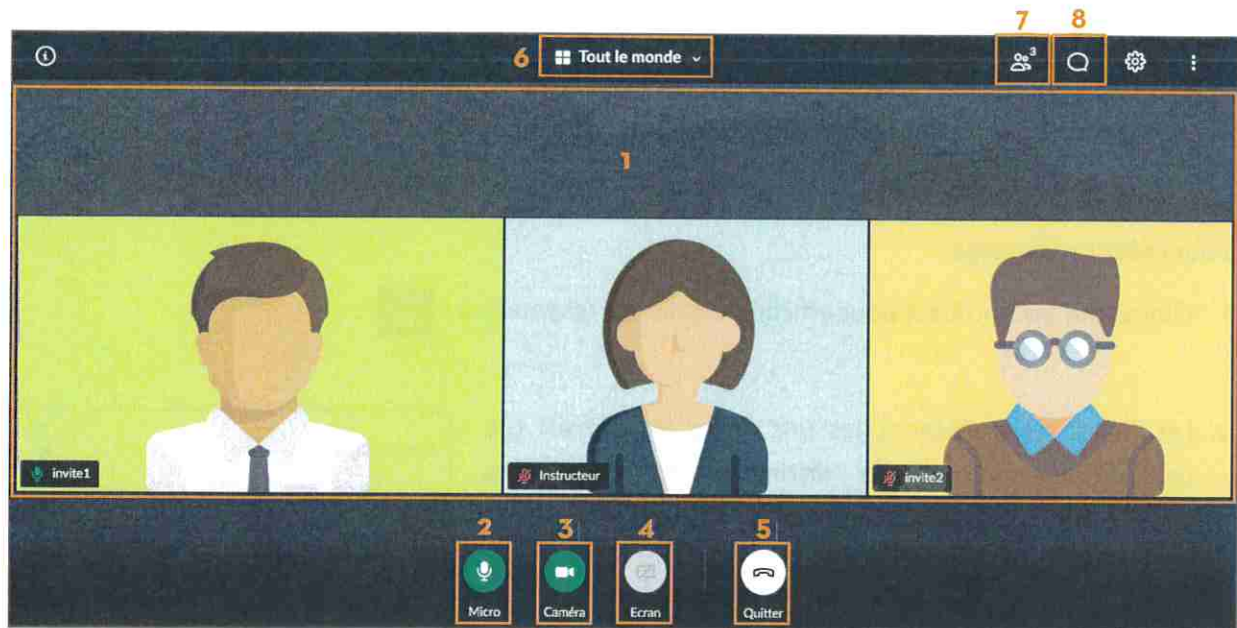 7 8
6 Tout le monde 3
1
invite1 Instructeur invite2
2 3 4 5
Micro Caméra Ecran Quitter